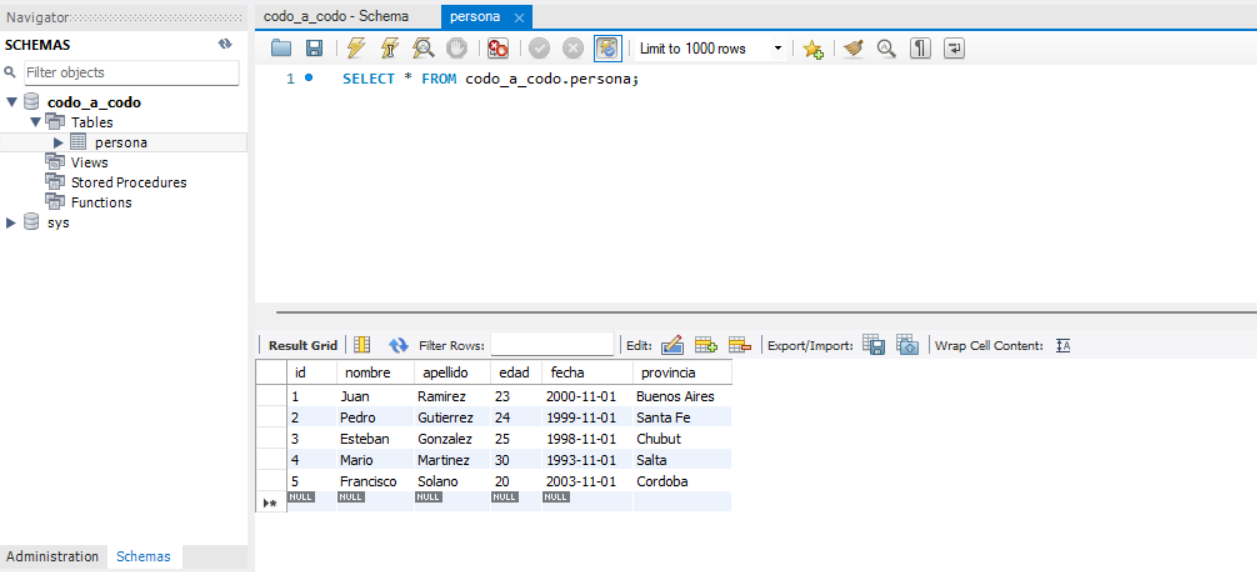 Navigator
SCHEMAS
Filter objects
codo_a_codo
Tables
persona
Views
Stored Procedures
Functions
sys
Administration Schemas
codo_a_codo - Schema persona
Limit to 1000 rows
1 SELECT * FROM codo_a_codo.persona;
Result Grid Filter Rows: Edit: Export/Import: Wrap Cell Content: IA
id nombre apellido edad fecha provincia
1 Juan Ramirez 23 2000-11-01 Buenos Aires
2 Pedro Gutierrez 24 1999-11-01 Santa Fe
3 Esteban Gonzalez 25 1998-11-01 Chubut
4 Mario Martinez 30 1993-11-01 Salta
5 Francisco Solano 20 2003-11-01 Cordoba
NULL NULL NULL NULL NULL